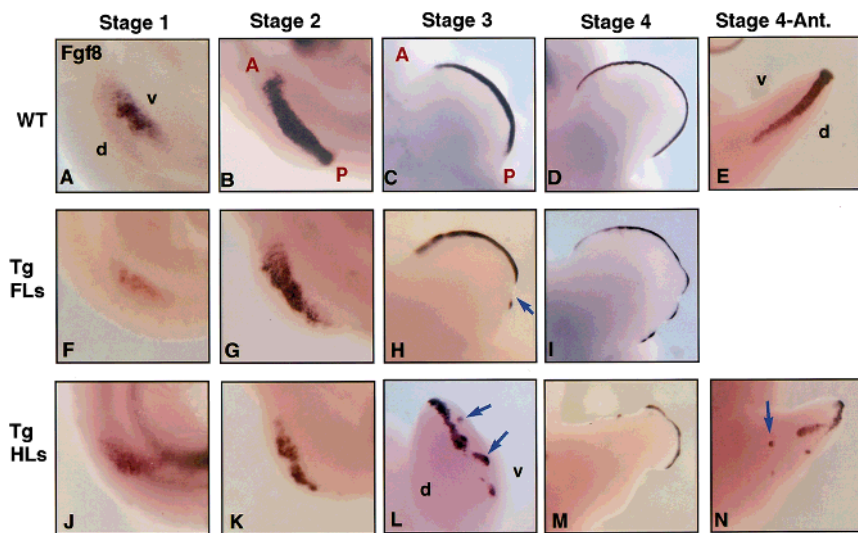 Stage 1 Stage 2 Stage 3 Stage 4 Stage 4-Ant.
WT
Fgf8
v
d
A
A
P
B
A
P
C
D
v
d
E
Tg
FLs
F
G
H
I
Tg
HLs
J
K
d
v
L
M
N